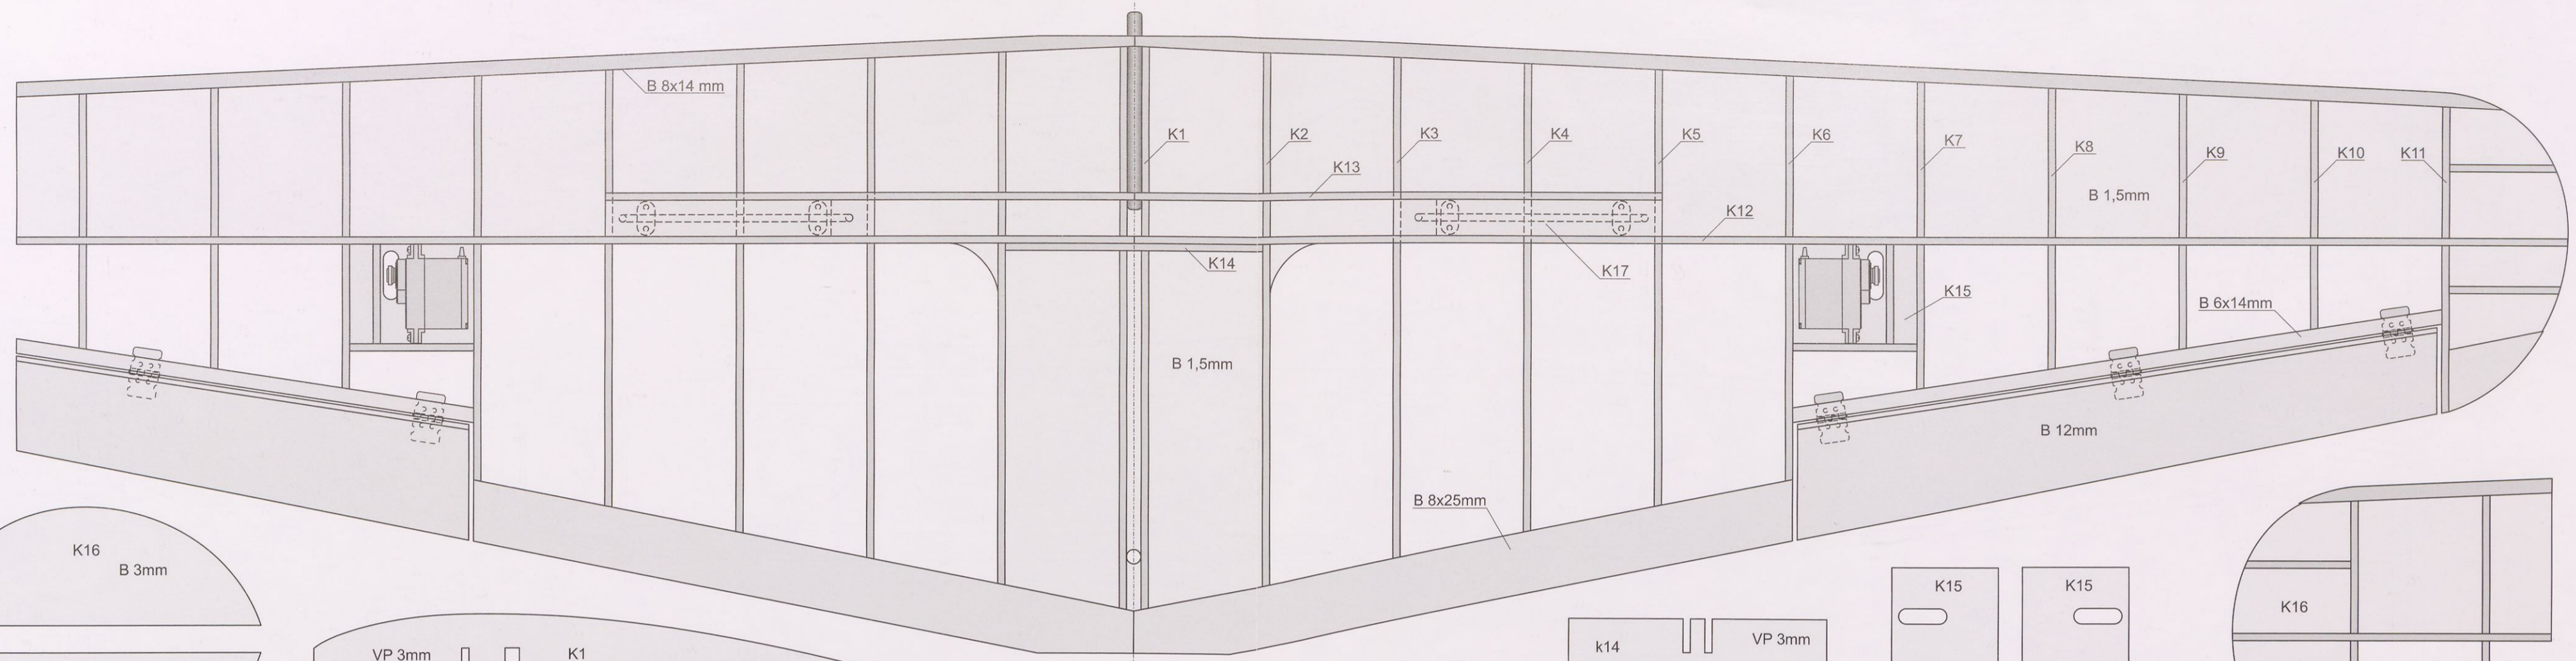 B 8x14 mm
K1
K2
K3
K4
K5
K6
K7
K8
K9
K10
K11
K13
B 1,5mm
K12
K14
K17
K15
B 6x14mm
B 1,5mm
B 12mm
B 8x25mm
K16
B 3mm
VP 3mm
K1
k14
VP 3mm
K15
K15
K16